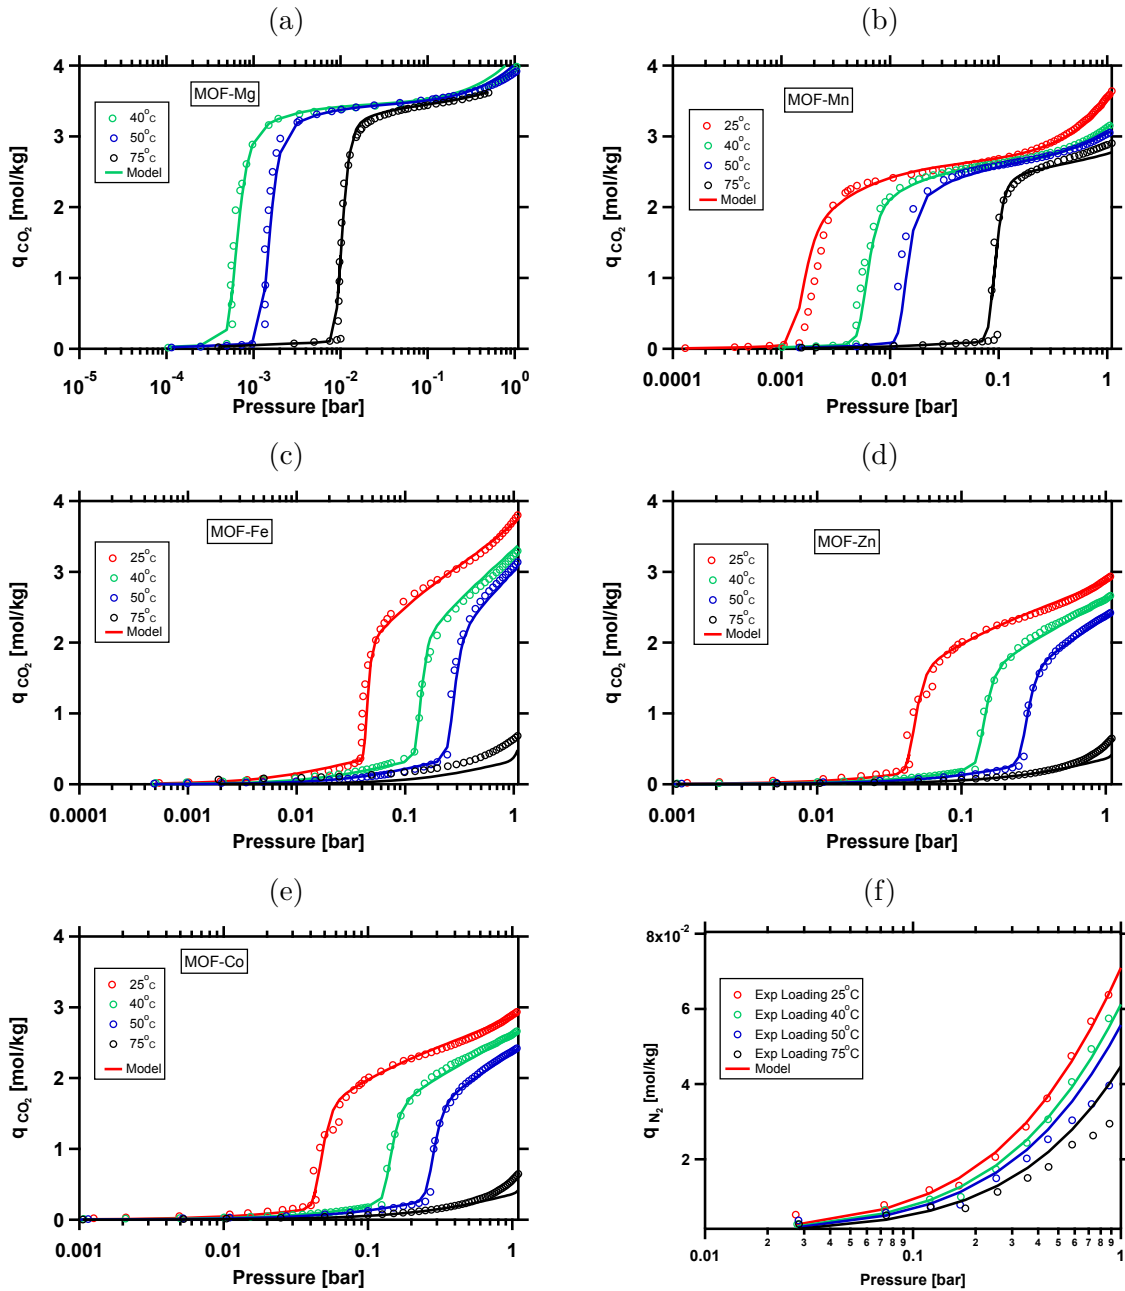 (a)
MOF-Mg
40°C
50°C
75°C
Model
q CO2 [mol/kg]
4
3
2
1
0
10^-5
10^-4
10^-3
10^-2
10^-1
10^0
Pressure [bar]
(b)
MOF-Mn
25°C
40°C
50°C
75°C
Model
q CO2 [mol/kg]
4
3
2
1
0
0.0001
0.001
0.01
0.1
1
Pressure [bar]
(c)
MOF-Fe
25°C
40°C
50°C
75°C
Model
q CO2 [mol/kg]
4
3
2
1
0
0.0001
0.001
0.01
0.1
1
Pressure [bar]
(d)
MOF-Zn
25°C
40°C
50°C
75°C
Model
q CO2 [mol/kg]
4
3
2
1
0
0.001
0.01
0.1
1
Pressure [bar]
(e)
MOF-Co
25°C
40°C
50°C
75°C
Model
q CO2 [mol/kg]
4
3
2
1
0
0.001
0.01
0.1
1
Pressure [bar]
(f)
Exp Loading 25°C
Exp Loading 40°C
Exp Loading 50°C
Exp Loading 75°C
Model
q N2 [mol/kg]
8x10^-2
6
4
2
0.01
2
3
4
5
6
7
8
9
0.1
2
3
4
5
6
7
8
9
1
Pressure [bar]